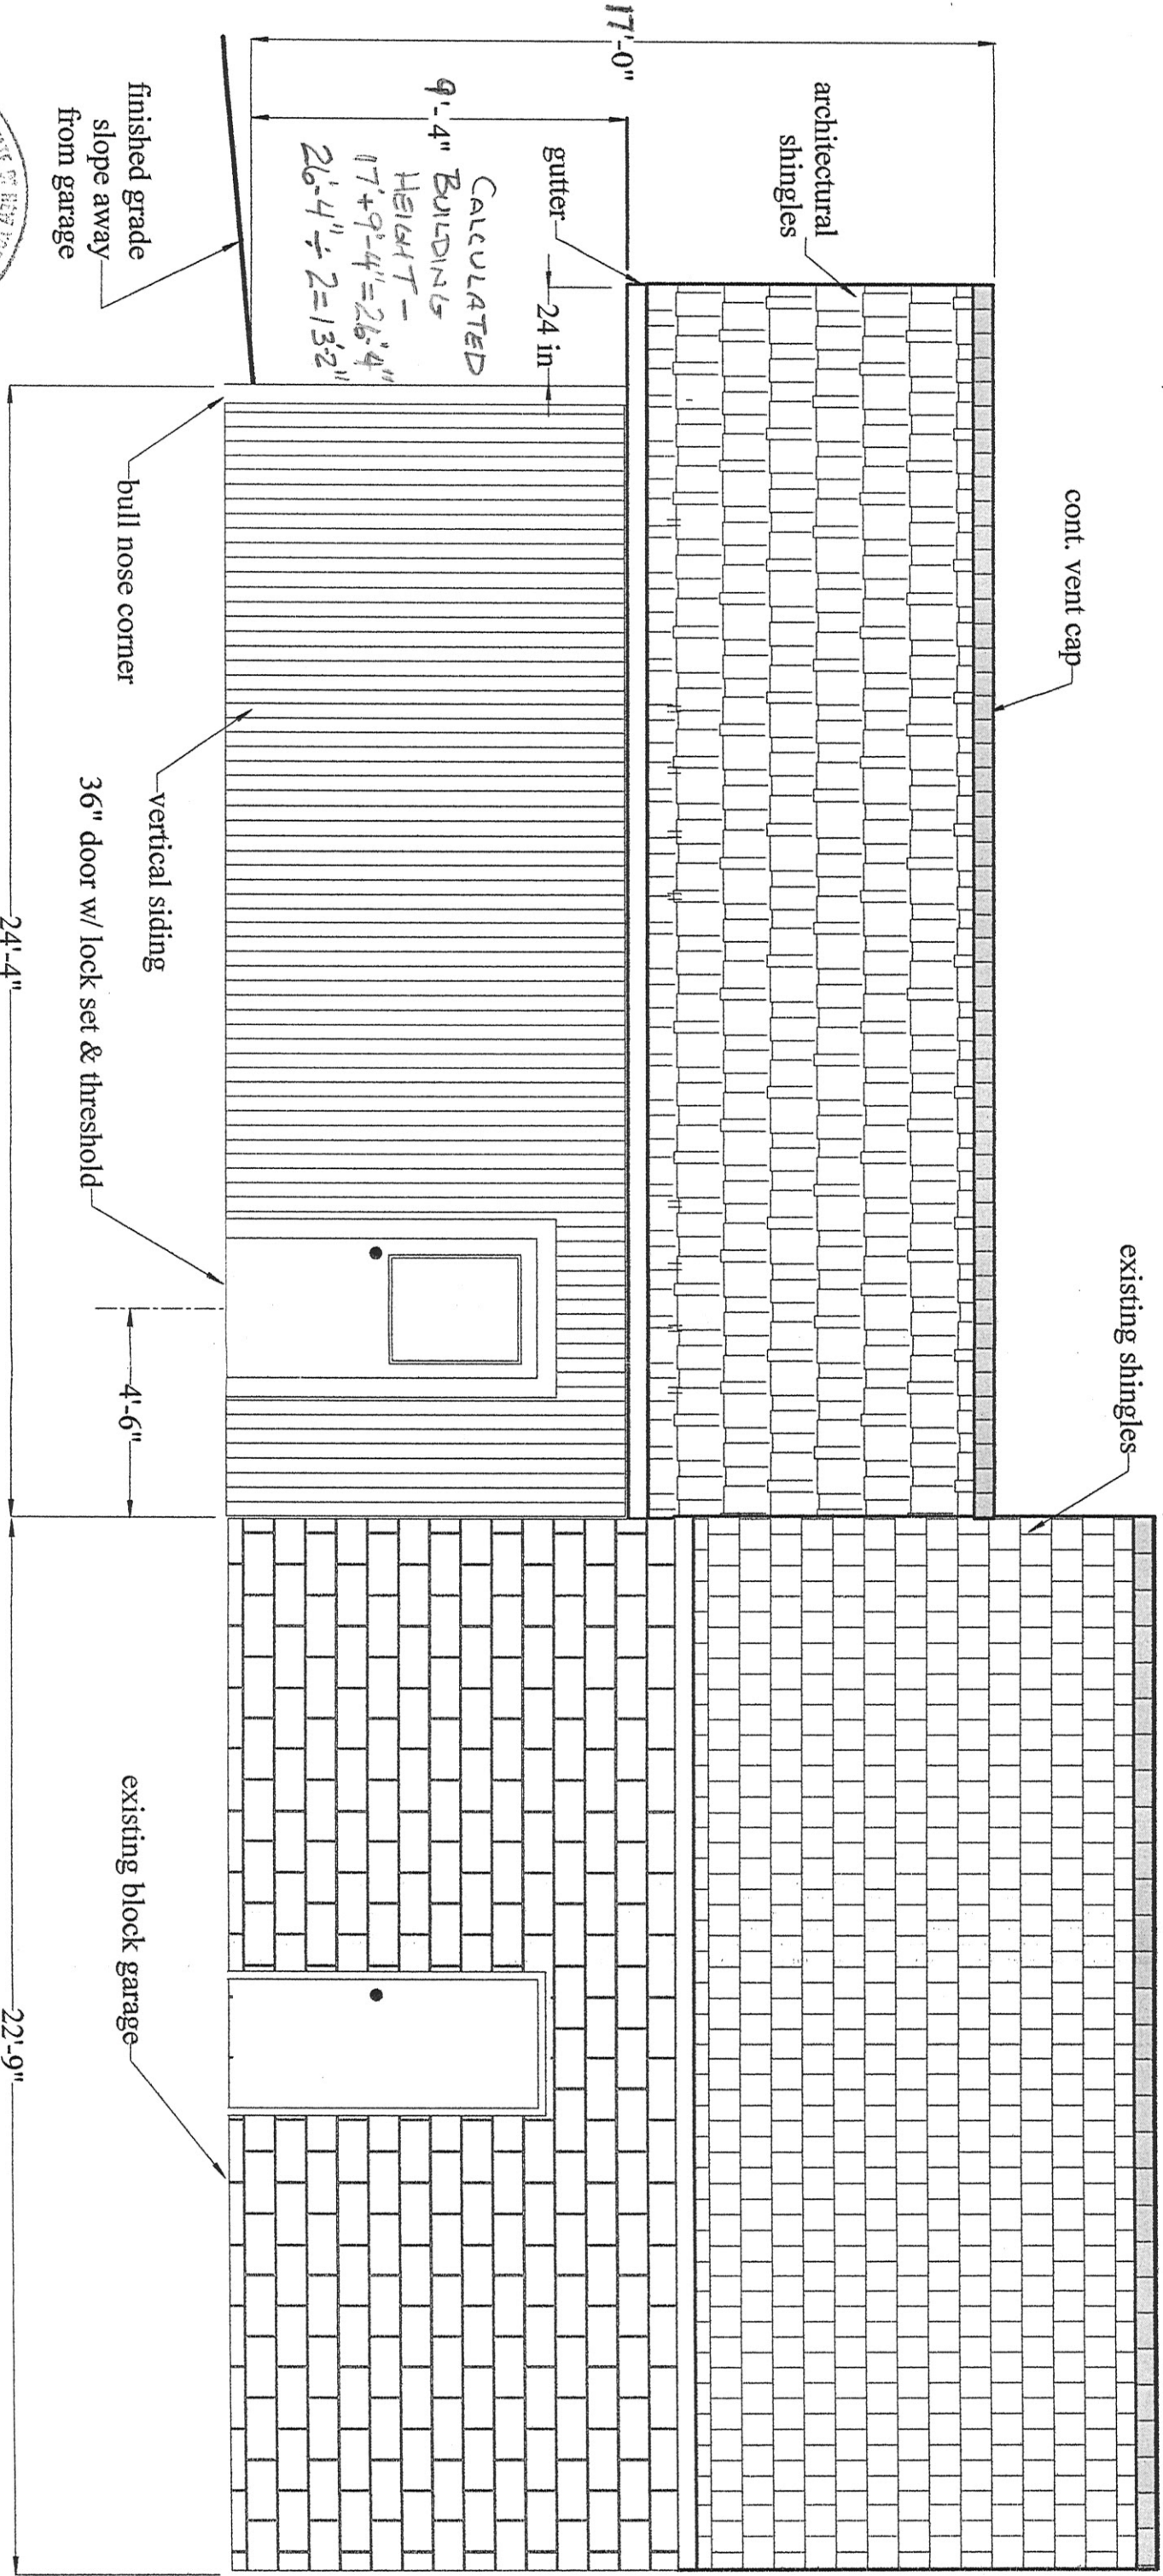 cont. vent cap
existing shingles
architectural
shingles
17'-0"
gutter
24 in
9'-4"
CALCULATED
BUILDING
HEIGHT -
17'+9'-4"=26'-4"
26'-4" ÷ 2=13'-2"
finished grade
slope away
from garage
bull nose corner
vertical siding
36" door w/ lock set & threshold
4'-6"
existing block garage
24'-4"
22'-9"